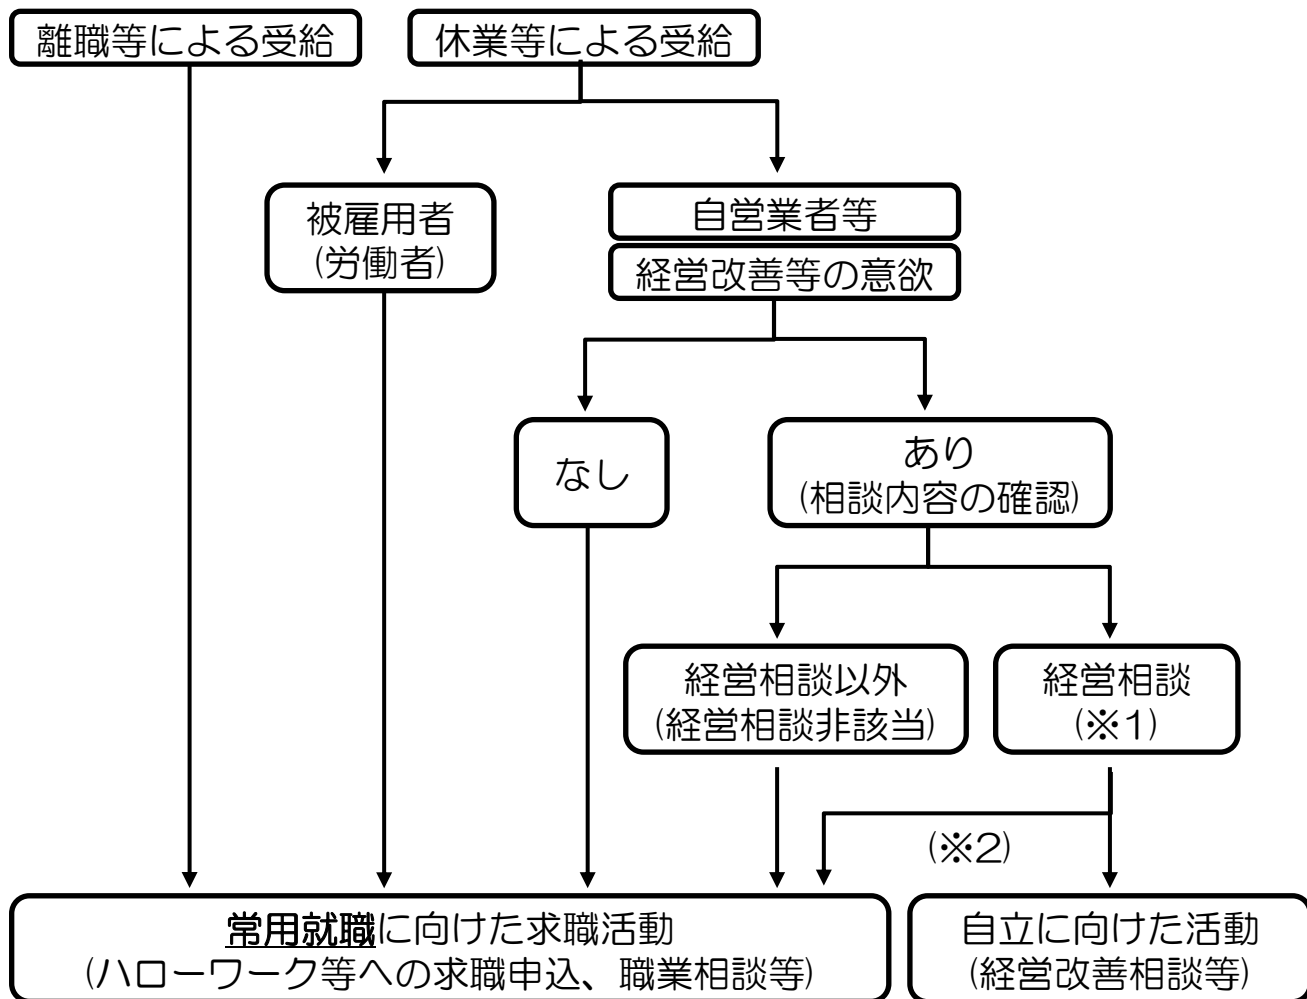 離職等による受給
休業等による受給
被雇用者
(労働者)
自営業者等
経営改善等の意欲
なし
あり
(相談内容の確認)
経営相談以外
(経営相談非該当)
経営相談
(※1)
(※2)
常用就職に向けた求職活動
(ハローワーク等への求職申込、職業相談等)
自立に向けた活動
(経営改善相談等)